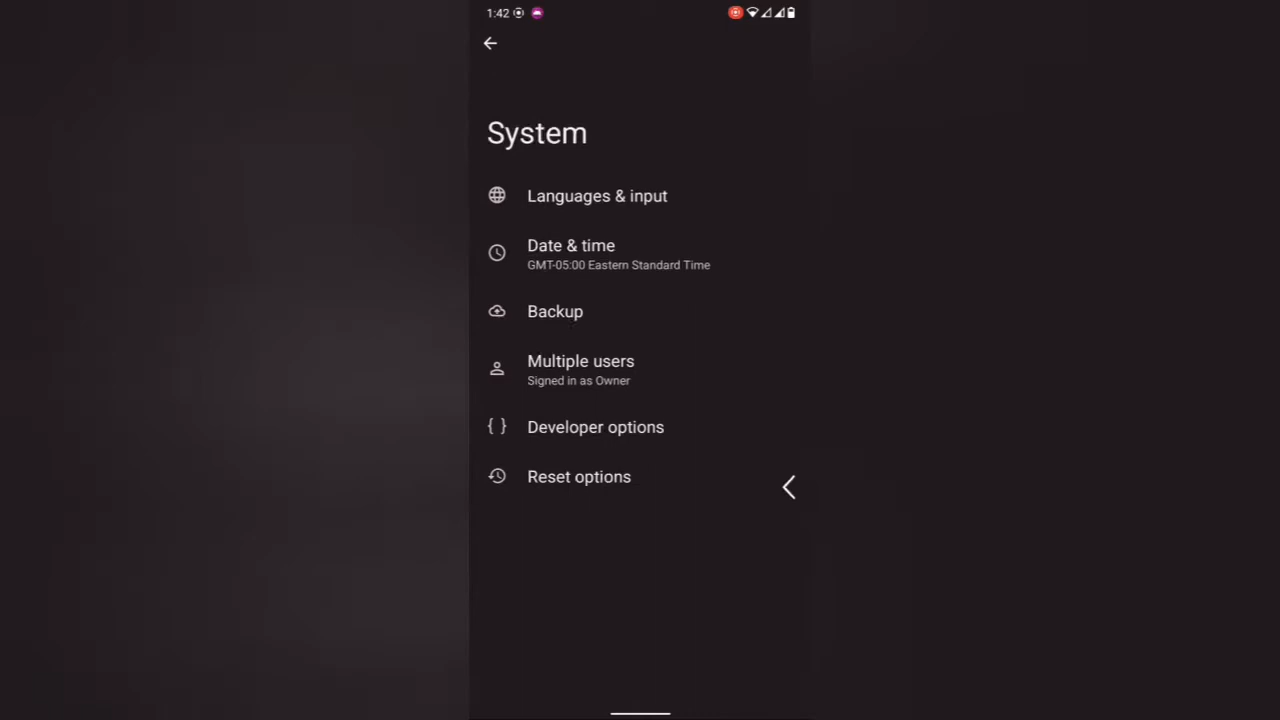 1:42
System
Languages & input
Date & time
GMT-05:00 Eastern Standard Time
Backup
Multiple users
Signed in as Owner
Developer options
Reset options